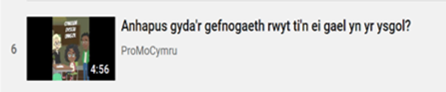 Anhapus gyda'r gefnogaeth rwyt ti'n ei gael yn yr ysgol?
6
ProMoCymru
4:56